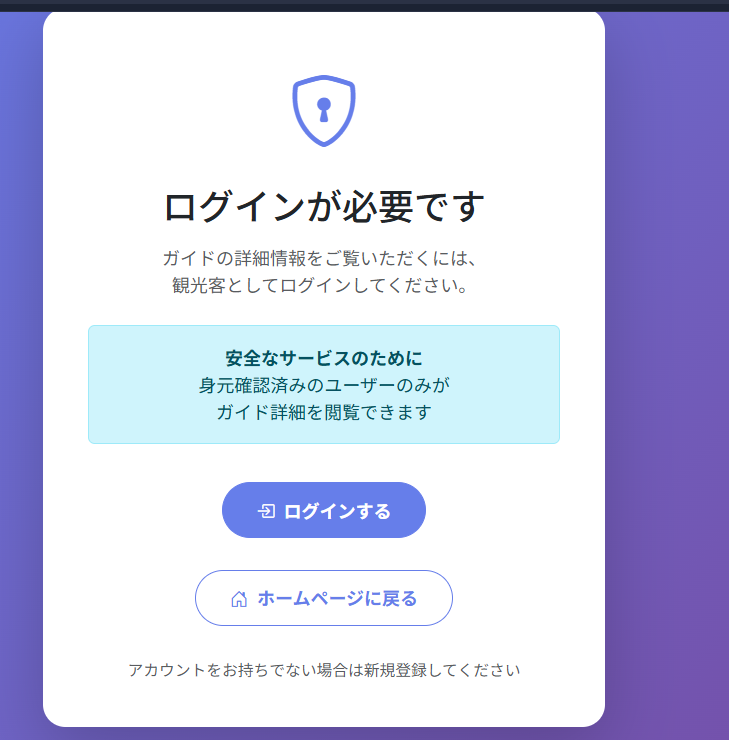 ログインが必要です
ガイドの詳細情報をご覧いただくには、
観光客としてログインしてください。
安全なサービスのために
身元確認済みのユーザーのみが
ガイド詳細を閲覧できます
ログインする
ホームページに戻る
アカウントをお持ちでない場合は新規登録してください